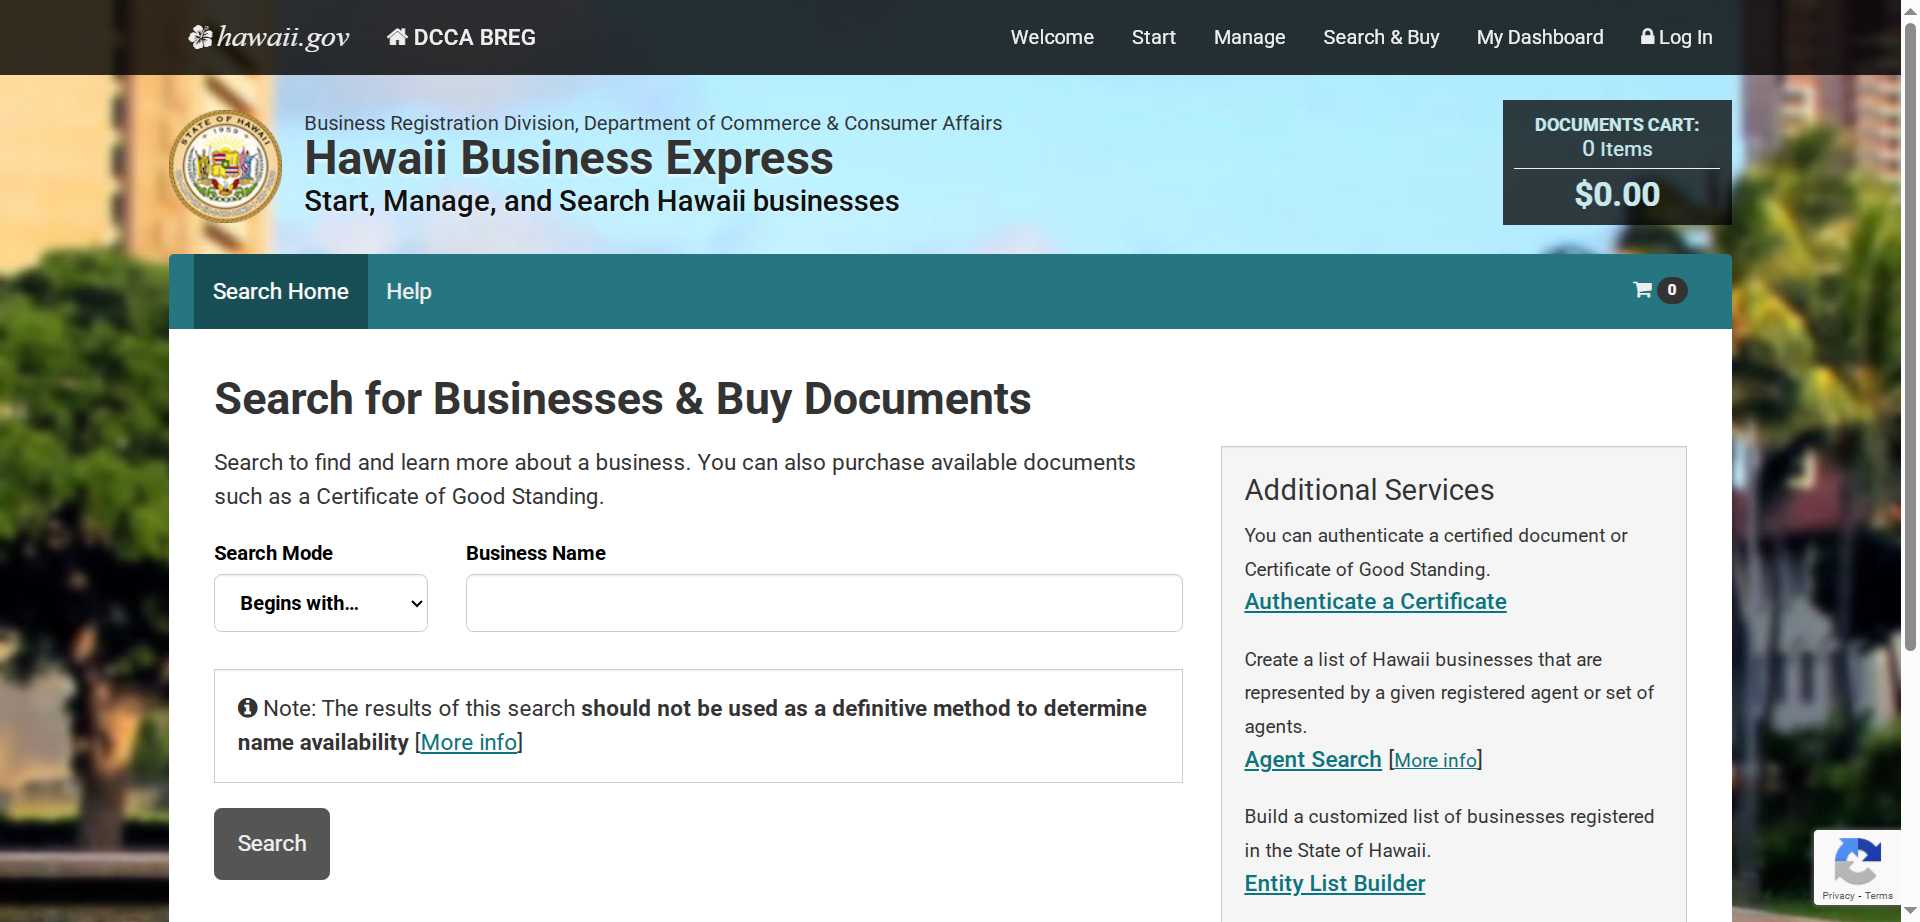 hawaii.gov
DCCA BREG
Welcome
Start
Manage
Search & Buy
My Dashboard
Log In
STATE OF HAWAII
1959
Business Registration Division, Department of Commerce & Consumer Affairs
Hawaii Business Express
Start, Manage, and Search Hawaii businesses
DOCUMENTS CART:
0 Items
$0.00
Search Home
Help
0
Search for Businesses & Buy Documents
Search to find and learn more about a business. You can also purchase available documents
such as a Certificate of Good Standing.
Search Mode
Business Name
Begins with...
Note: The results of this search should not be used as a definitive method to determine
name availability [More info]
Search
Additional Services
You can authenticate a certified document or
Certificate of Good Standing.
Authenticate a Certificate
Create a list of Hawaii businesses that are
represented by a given registered agent or set of
agents.
Agent Search [More info]
Build a customized list of businesses registered
in the State of Hawaii.
Entity List Builder
Privacy - Terms